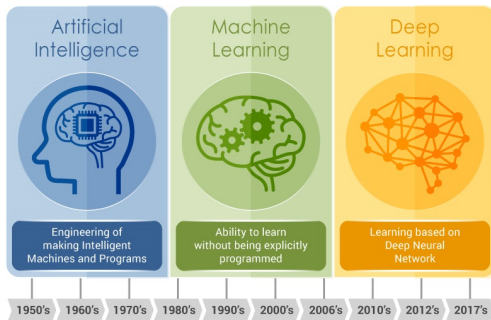 Artificial
Intelligence
Machine
Learning
Deep
Learning
Engineering of
making Intelligent
Machines and Programs
Ability to learn
without being explicitly
programmed
Learning based on
Deep Neural
Network
1950's
1960's
1970's
1980's
1990's
2000's
2006's
2010's
2012's
2017's